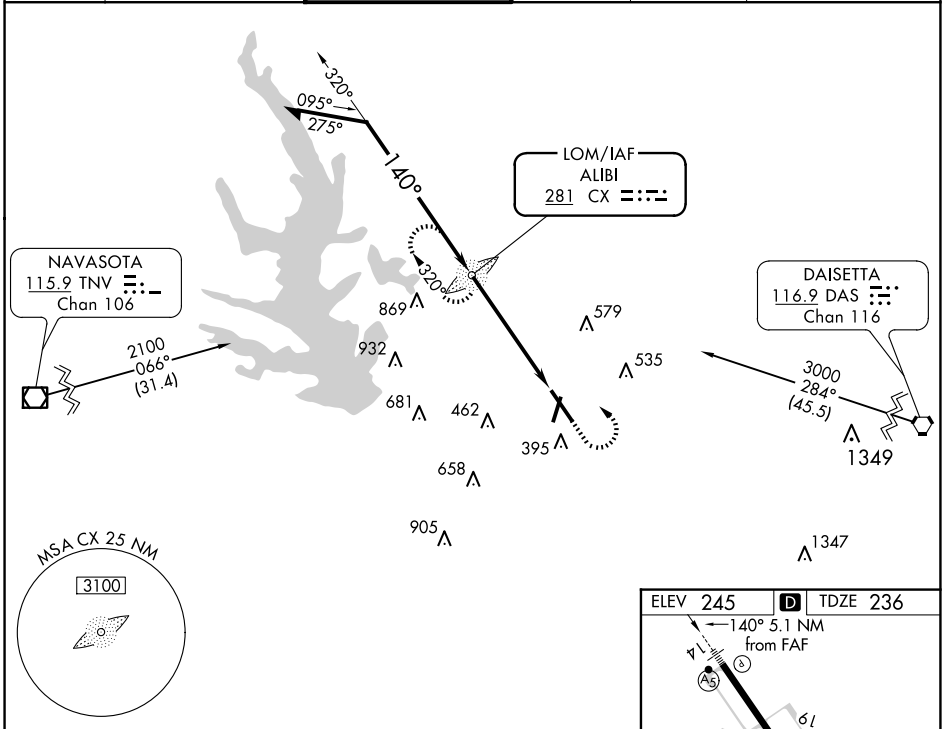 320°
095°
275°
140°
LOM/IAF
ALIBI
281 CX
320°
NAVASOTA
115.9 TNV
Chan 106
2100
066°
(31.4)
DAISETTA
116.9 DAS
Chan 116
3000
284°
(45.5)
869
932
681
462
579
535
395
658
905
1349
1347
MSA CX 25 NM
3100
ELEV 245 D TDZE 236
140° 5.1 NM
from FAF
14
P
A5
19